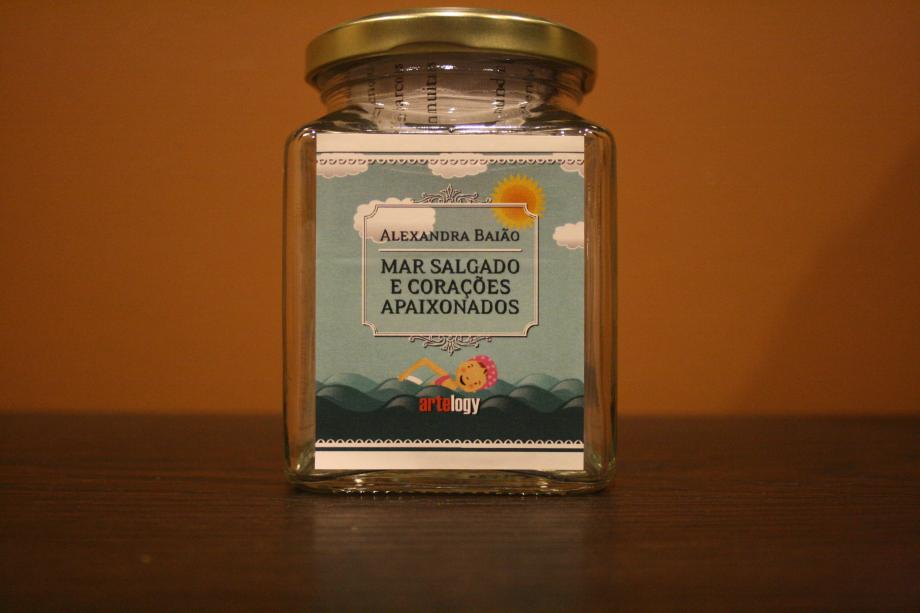 ALEXANDRA BAIÃO
MAR SALGADO
E CORAÇÕES
APAIXONADOS
artelogy